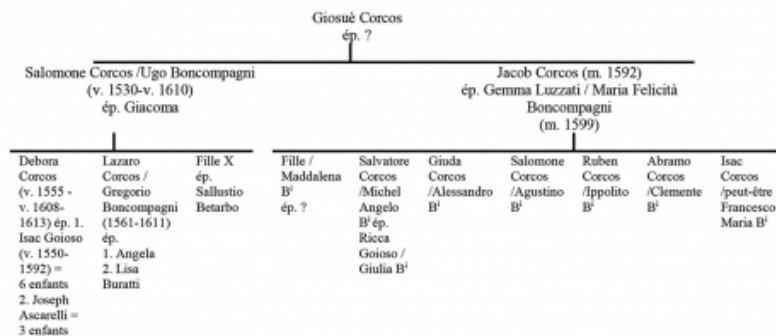 Giosuè Corcos
ép. ?
Salomone Corcos /Ugo Boncompagni
(v. 1530-v. 1610)
ép. Giacoma
Jacob Corcos (m. 1592)
ép. Gemma Luzzati / Maria Felicità
Boncompagni
(m. 1599)
Debora
Corcos
(v. 1555 -
v. 1608-
1613) ép. 1.
Isac Goioso
(v. 1550-
1592) =
6 enfants
2. Joseph
Ascarelli =
3 enfants
Lazaro
Corcos /
Gregorio
Boncompagni
(1561-1611)
ép.
1. Angela
2. Lisa
Buratti
Fille X
ép.
Sallustio
Betarbo
Fille /
Maddalena
Bⁱ
ép. ?
Salvatore
Corcos
/Michel
Angelo
Bⁱ ép.
Ricca
Goioso /
Giulia Bⁱ
Giuda
Corcos
/Alessandro
Bⁱ
Salomone
Corcos
/Agustino
Bⁱ
Ruben
Corcos
/Ippolito
Bⁱ
Abramo
Corcos
/Clemente
Bⁱ
Isac
Corcos
/peut-être
Francesco
Maria Bⁱ